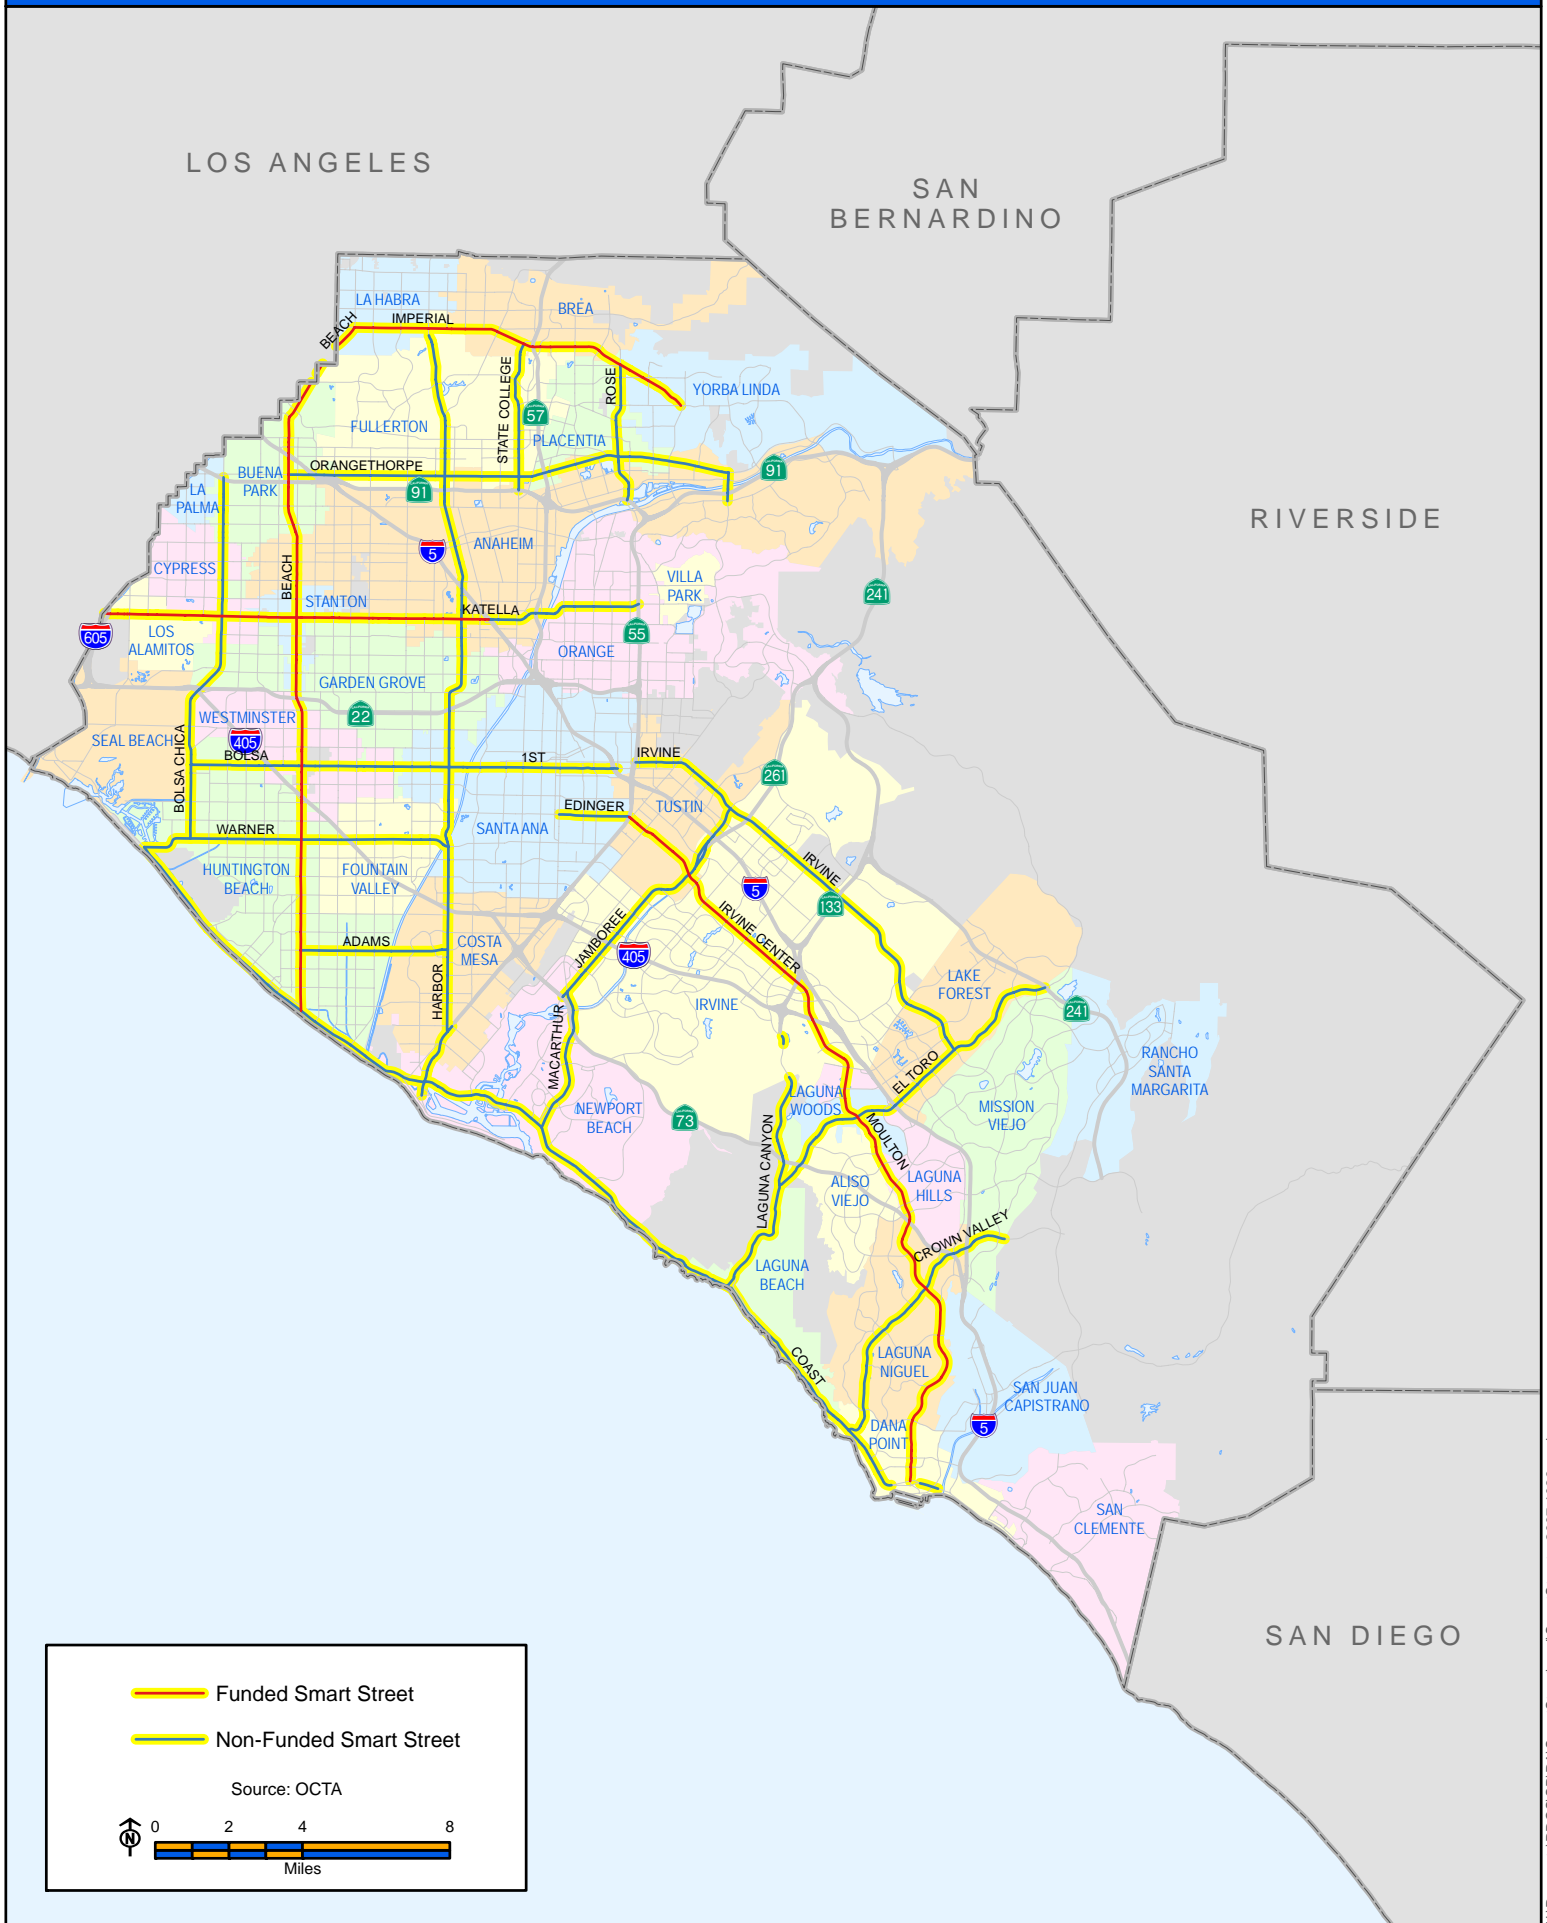 LOS ANGELES
SAN
BERNARDINO
RIVERSIDE
SAN DIEGO
LA HABRA
IMPERIAL
BEACH
BREA
STATE COLLEGE
ROSE
YORBA LINDA
57
FULLERTON
PLACENTIA
ORANGETHORPE
BUENA
PARK
91
91
LA
PALMA
ANAHEIM
5
CYPRESS
BEACH
STANTON
VILLA
PARK
241
KATELLA
605
LOS
ALAMITOS
55
ORANGE
GARDEN GROVE
22
WESTMINSTER
405
SEAL BEACH
BOLSA CHICA
BOLSA
1ST
IRVINE
261
EDINGER
TUSTIN
WARNER
SANTA ANA
HUNTINGTON
BEACH
FOUNTAIN
VALLEY
IRVINE
5
133
IRVINE CENTER
JAMBOREE
ADAMS
COSTA
MESA
405
HARBOR
LAKE
FOREST
IRVINE
241
MACARTHUR
EL TORO
RANCHO
SANTA
MARGARITA
LAGUNA
WOODS
NEWPORT
BEACH
73
MISSION
VIEJO
MOULTON
LAGUNA CANYON
ALISO
VIEJO
LAGUNA
HILLS
CROWN VALLEY
LAGUNA
BEACH
COAST
LAGUNA
NIGUEL
SAN JUAN
CAPISTRANO
5
DANA
POINT
SAN
CLEMENTE
Funded Smart Street
Non-Funded Smart Street
Source: OCTA
N
0 2 4 8
Miles